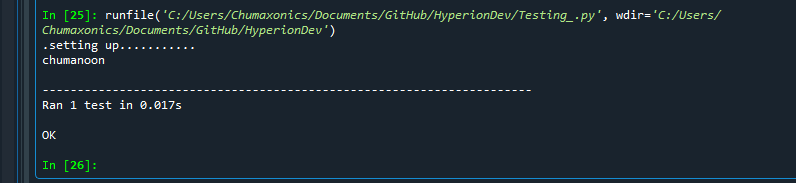 In [25]: runfile('C:/Users/Chumaxonics/Documents/GitHub/HyperionDev/Testing_.py', wdir='C:/Users/
Chumaxonics/Documents/GitHub/HyperionDev')
.setting up...........
chumanoon
----------------------------------------------------------------------
Ran 1 test in 0.017s
OK
In [26]: